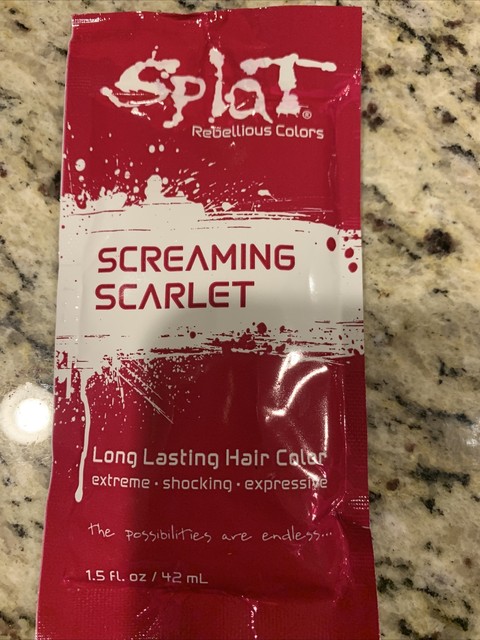 Splat®
Rebellious Colors
SCREAMING
SCARLET
Long Lasting Hair Color
extreme • shocking • expressive
the possibilities are endless...
1.5 fl. oz / 42 mL